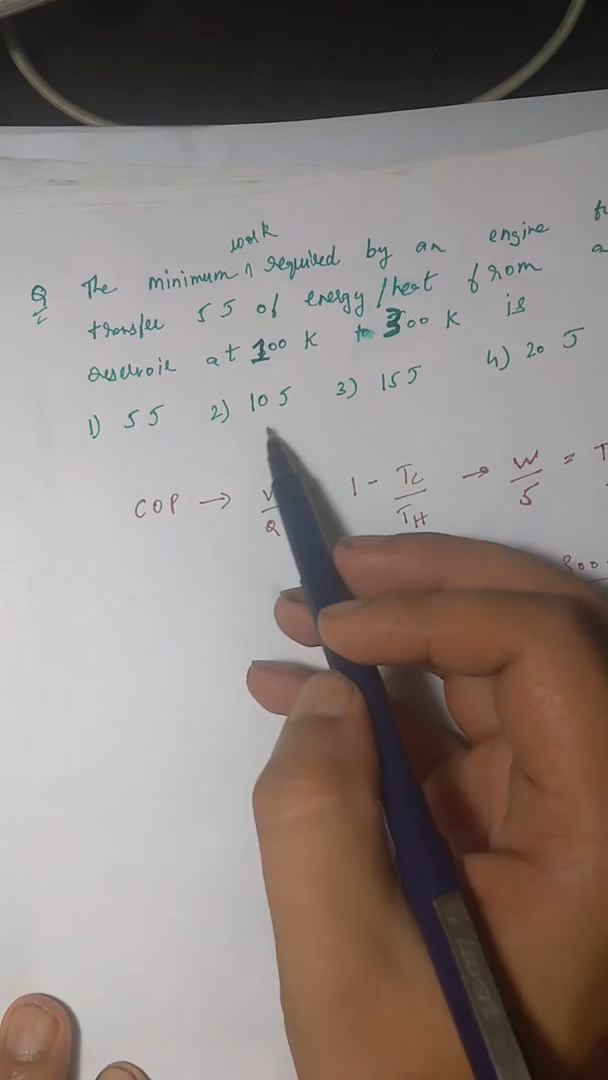 work
Q The minimum ^ required by an engine
transfer 5 J of energy / heat from a
reservoir at 100 K to 300 K is
1) 5 J 2) 10 J 3) 15 J 4) 20 J
COP → 1 - TC/TH → W/5 =
300